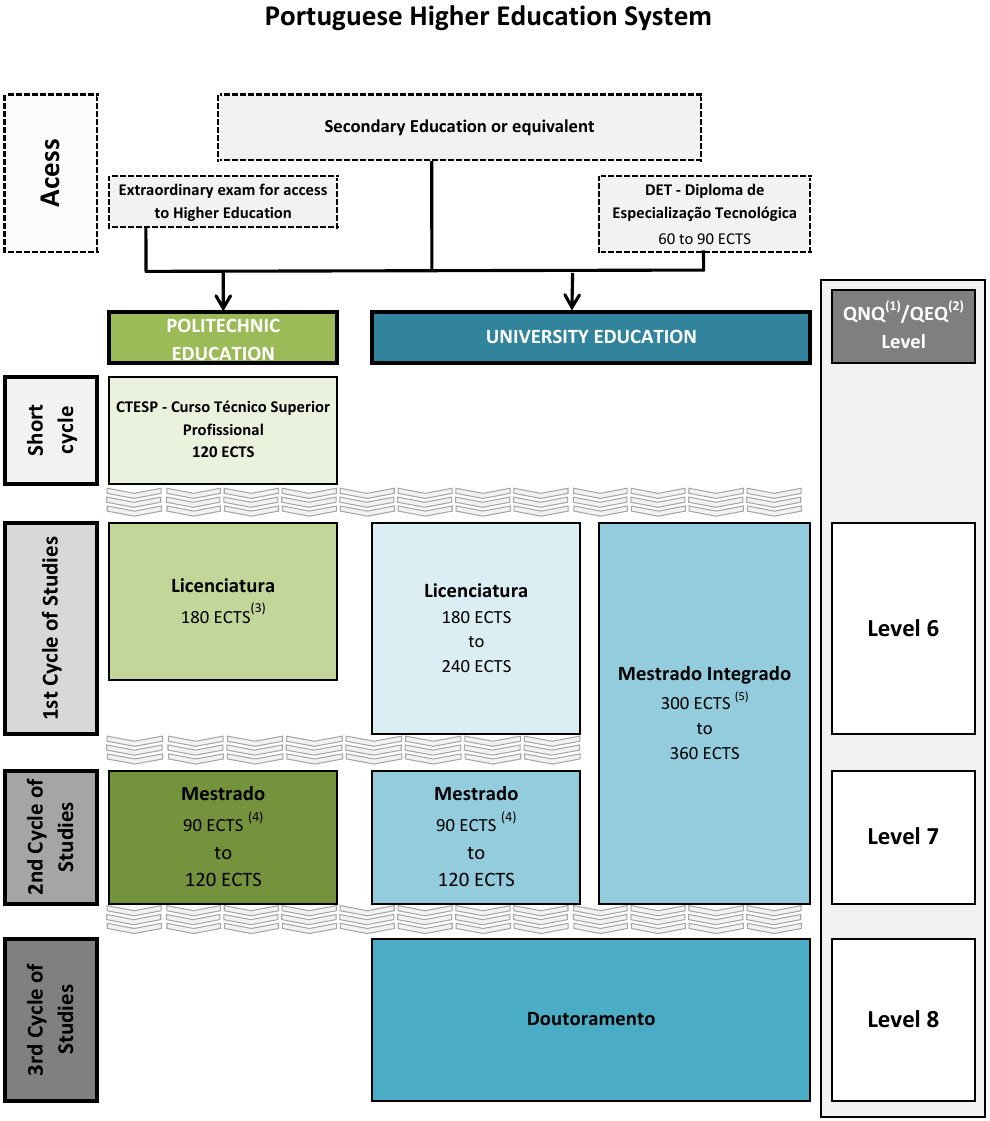 Portuguese Higher Education System
Acess
Secondary Education or equivalent
Extraordinary exam for access
to Higher Education
DET - Diploma de
Especialização Tecnológica
60 to 90 ECTS
POLITECHNIC
EDUCATION
UNIVERSITY EDUCATION
QNQ(1)/QEQ(2)
Level
Short
cycle
CTESP - Curso Técnico Superior
Profissional
120 ECTS
1st Cycle of Studies
Licenciatura
180 ECTS(3)
Licenciatura
180 ECTS
to
240 ECTS
Mestrado Integrado
300 ECTS (5)
to
360 ECTS
Level 6
2nd Cycle of
Studies
Mestrado
90 ECTS (4)
to
120 ECTS
Mestrado
90 ECTS (4)
to
120 ECTS
Level 7
3rd Cycle of
Studies
Doutoramento
Level 8